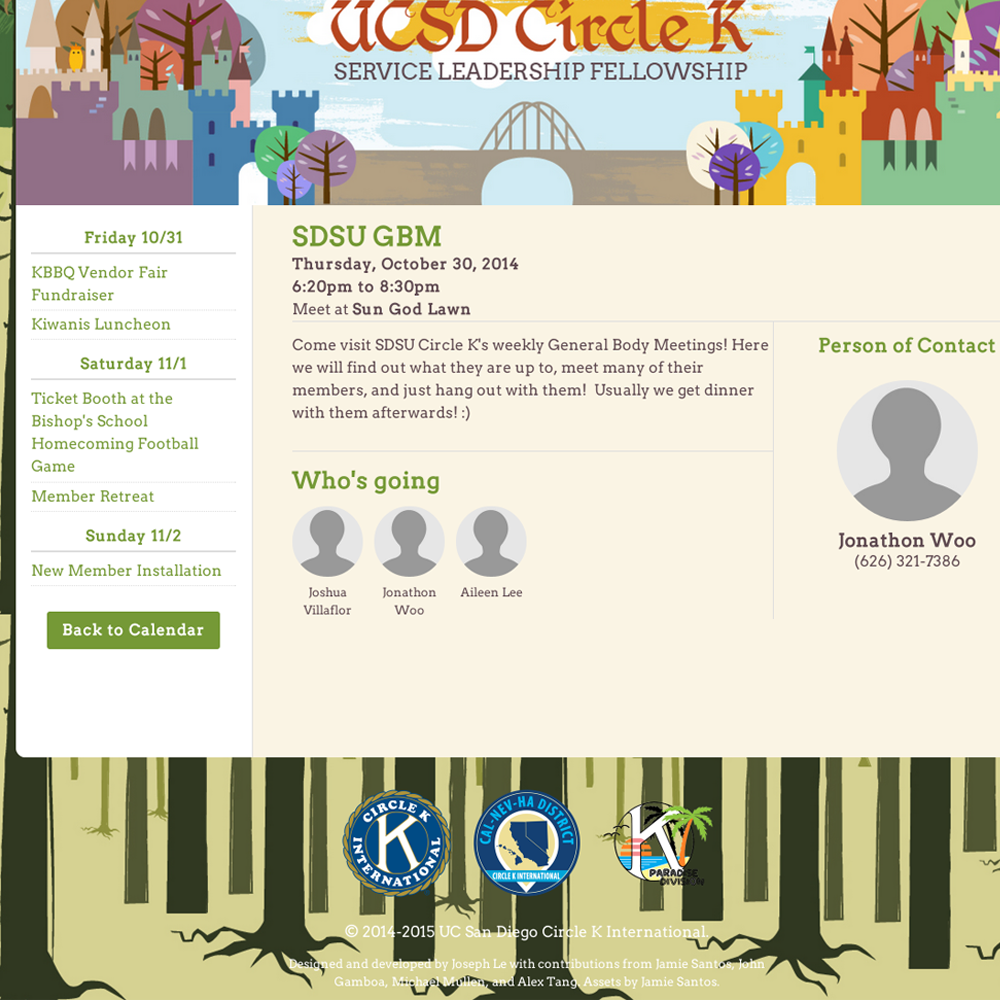 UCSD Circle K
SERVICE LEADERSHIP FELLOWSHIP
Friday 10/31
KBBQ Vendor Fair
Fundraiser
Kiwanis Luncheon
Saturday 11/1
Ticket Booth at the
Bishop's School
Homecoming Football
Game
Member Retreat
Sunday 11/2
New Member Installation
Back to Calendar
SDSU GBM
Thursday, October 30, 2014
6:20pm to 8:30pm
Meet at Sun God Lawn
Come visit SDSU Circle K's weekly General Body Meetings! Here
we will find out what they are up to, meet many of their
members, and just hang out with them!  Usually we get dinner
with them afterwards! :)
Who's going
Joshua
Villaflor
Jonathon
Woo
Aileen Lee
Person of Contact
Jonathon Woo
(626) 321-7386
CIRCLE K
K
INTERNATIONAL
CAL-NEV-HA DISTRICT
CIRCLE K INTERNATIONAL
K
PARADISE
DIVISION
© 2014-2015 UC San Diego Circle K International.
Designed and developed by Joseph Le with contributions from Jamie Santos, John
Gamboa, Michael Mullen, and Alex Tang. Assets by Jamie Santos.